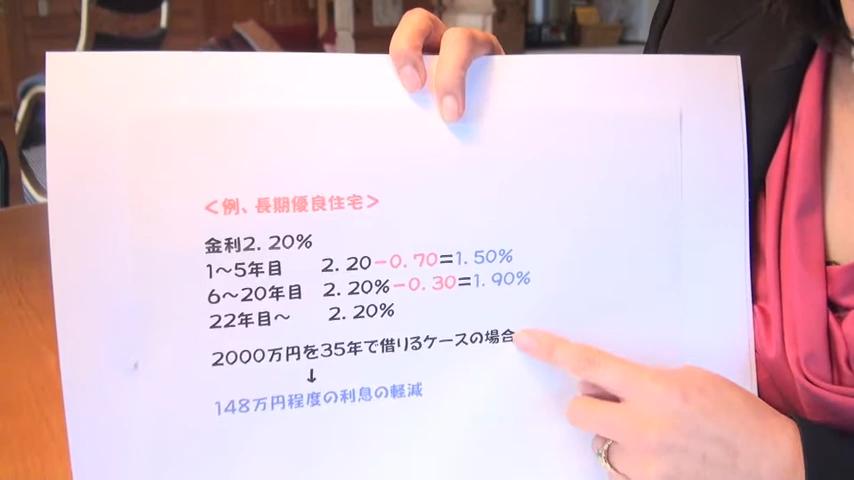 <例、長期優良住宅>
金利2.20%
1～5年目 2.20-0.70=1.50%
6～20年目 2.20%-0.30=1.90%
22年目～ 2.20%
2000万円を35年で借りるケースの場合
↓
148万円程度の利息の軽減